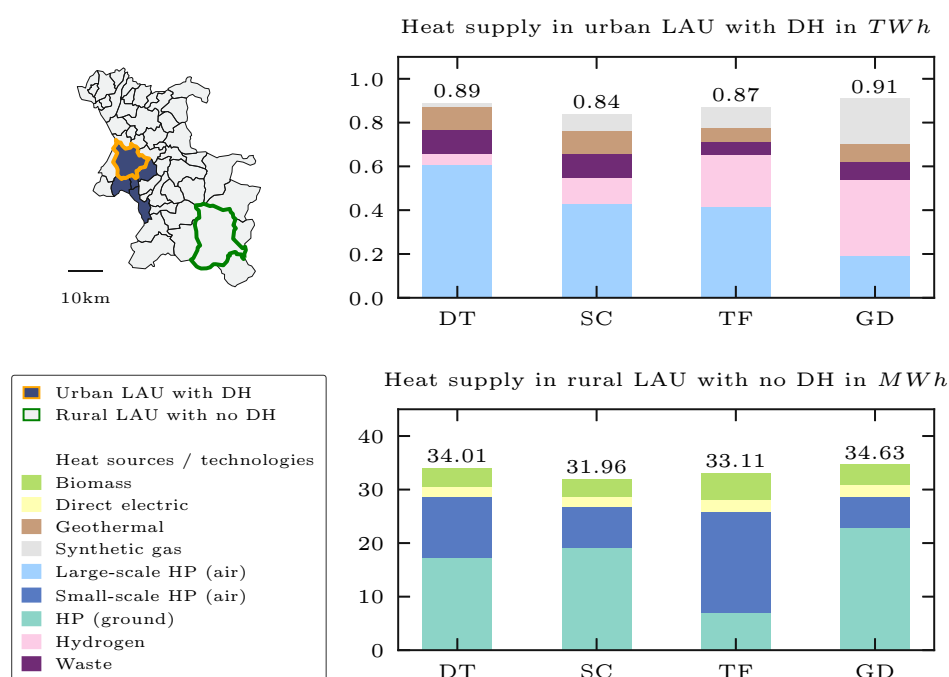 Heat supply in urban LAU with DH in TWh
1.0
0.8
0.6
0.4
0.2
0.0
0.89
0.84
0.87
0.91
DT
SC
TF
GD
10km
Urban LAU with DH
Rural LAU with no DH
Heat sources / technologies
Biomass
Direct electric
Geothermal
Synthetic gas
Large-scale HP (air)
Small-scale HP (air)
HP (ground)
Hydrogen
Waste
Heat supply in rural LAU with no DH in MWh
40
30
20
10
0
34.01
31.96
33.11
34.63
DT
SC
TF
GD